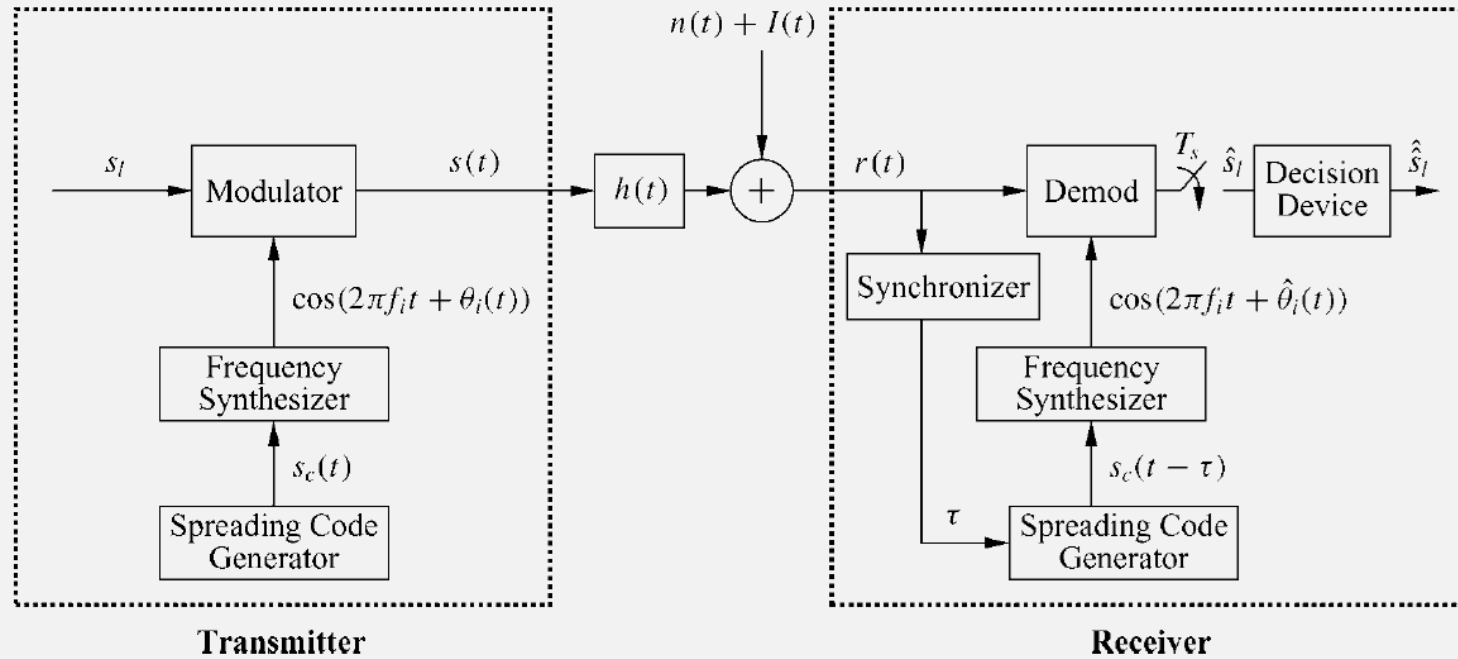 n(t) + I(t)
s_l
Modulator
s(t)
h(t)
+
r(t)
Demod
T_s
ŝ_l
Decision
Device
ŝ̂_l
cos(2πf_i t + θ_i(t))
Synchronizer
cos(2πf_i t + θ̂_i(t))
Frequency
Synthesizer
Frequency
Synthesizer
s_c(t)
s_c(t − τ)
Spreading Code
Generator
τ
Spreading Code
Generator
Transmitter
Receiver